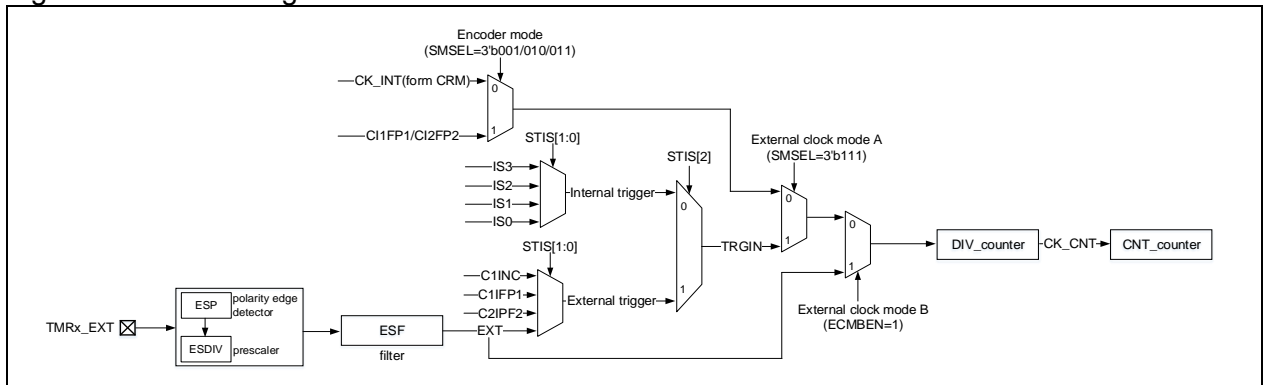 Encoder mode
(SMSEL=3'b001/010/011)
CK_INT(form CRM)
0
1
CI1FP1/CI2FP2
STIS[1:0]
IS3
IS2
IS1
IS0
Internal trigger
STIS[2]
0
1
External clock mode A
(SMSEL=3'b111)
0
1
TRGIN
0
1
DIV_counter
CK_CNT
CNT_counter
STIS[1:0]
C1INC
C1IFP1
C2IPF2
EXT
External trigger
External clock mode B
(ECMBEN=1)
TMRx_EXT
ESP
polarity edge
detector
ESDIV
prescaler
ESF
filter